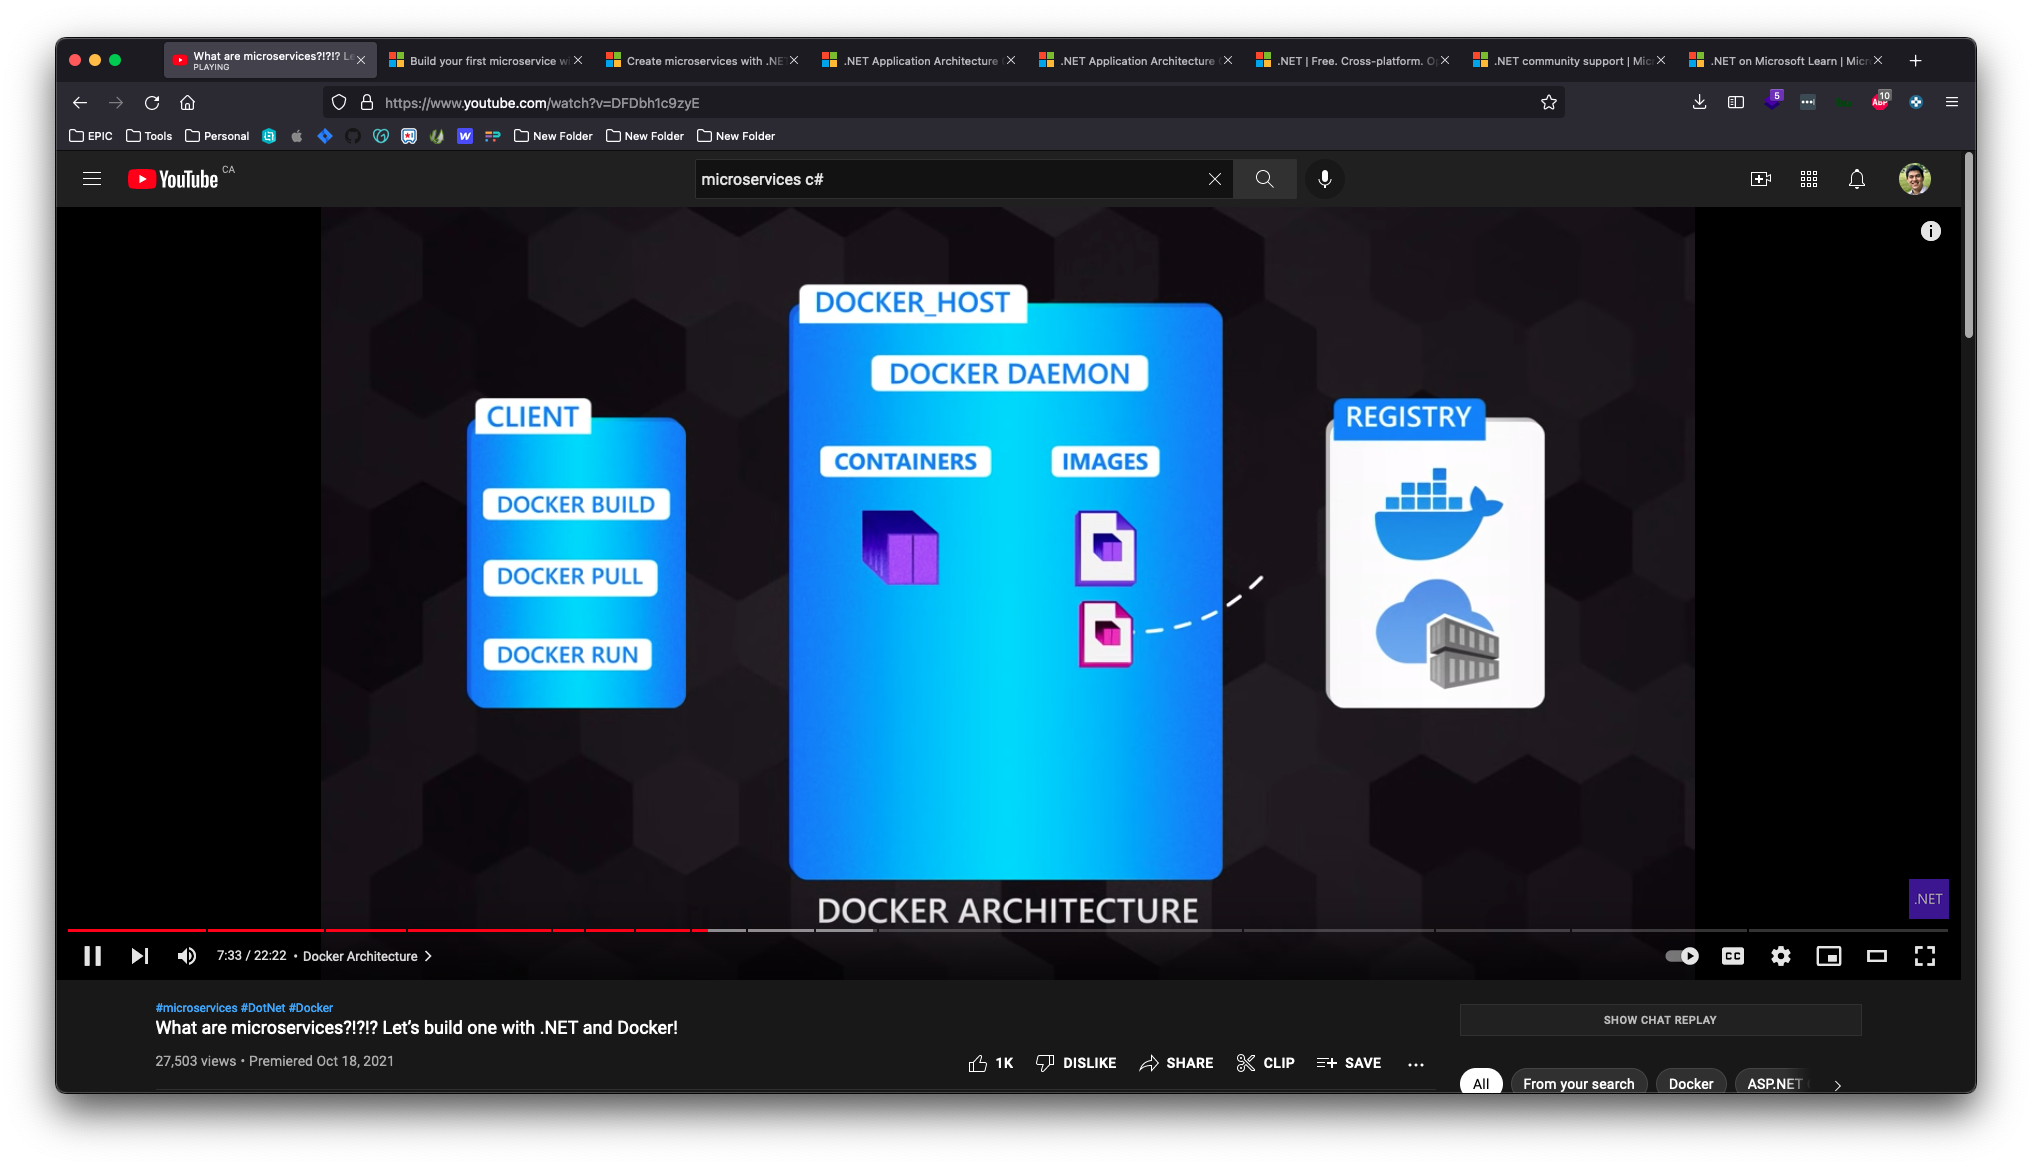 What are microservices?!?!? Le
PLAYING
Build your first microservice w
Create microservices with .NE
.NET Application Architecture
.NET Application Architecture
.NET | Free. Cross-platform. O
.NET community support | Mic
.NET on Microsoft Learn | Micr
https://www.youtube.com/watch?v=DFDbh1c9zyE
5
ABP
10
EPIC
Tools
Personal
New Folder
New Folder
New Folder
YouTube
CA
microservices c#
DOCKER_HOST
DOCKER DAEMON
CLIENT
REGISTRY
CONTAINERS
IMAGES
DOCKER BUILD
DOCKER PULL
DOCKER RUN
.NET
DOCKER ARCHITECTURE
7:33 / 22:22 • Docker Architecture
CC
#microservices #DotNet #Docker
What are microservices?!?!? Let's build one with .NET and Docker!
SHOW CHAT REPLAY
27,503 views • Premiered Oct 18, 2021
1K
DISLIKE
SHARE
CLIP
SAVE
All
From your search
Docker
ASP.NET